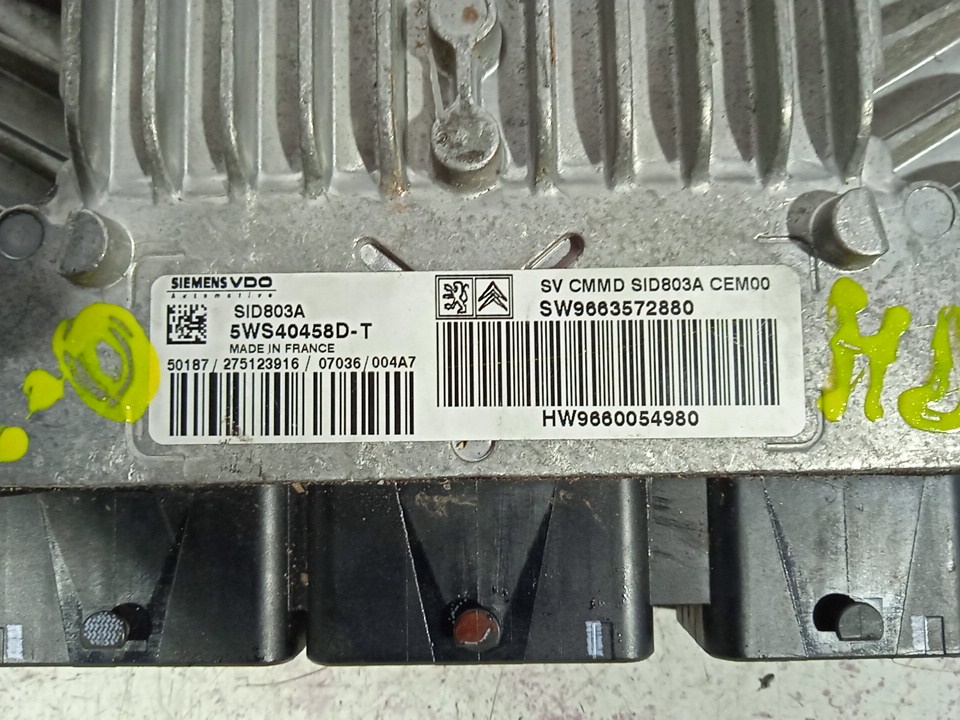 SIEMENS VDO
Automotive
SID803A
5WS40458D-T
MADE IN FRANCE
50187/ 275123916 / 07036/004A7
SV CMMD SID803A CEM00
SW9663572880
HW9660054980